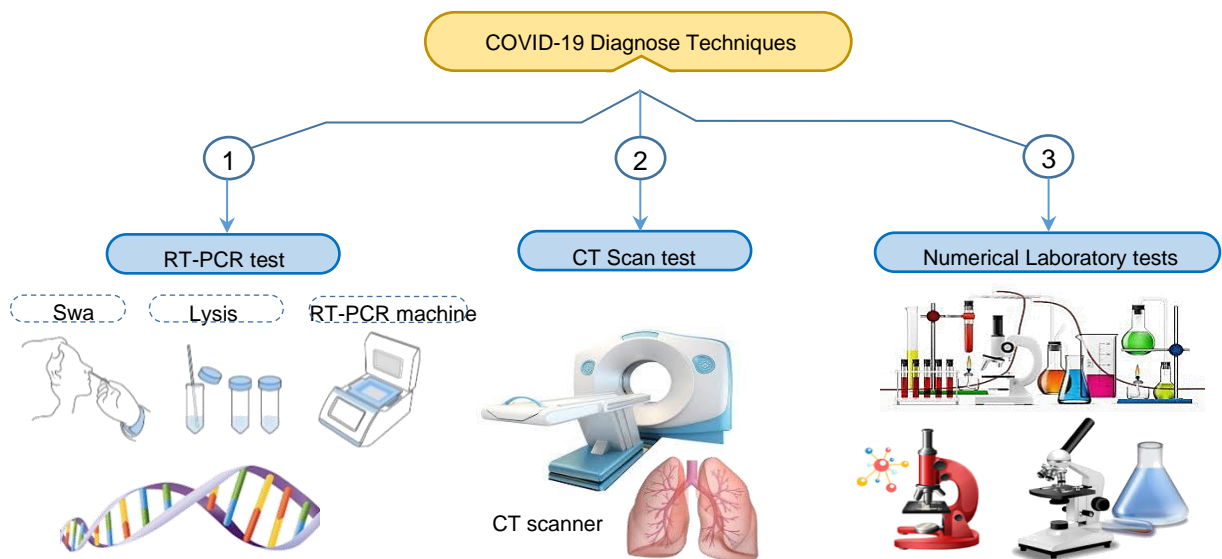 COVID-19 Diagnose Techniques
1
2
3
RT-PCR test
CT Scan test
Numerical Laboratory tests
Swa
Lysis
RT-PCR machine
CT scanner